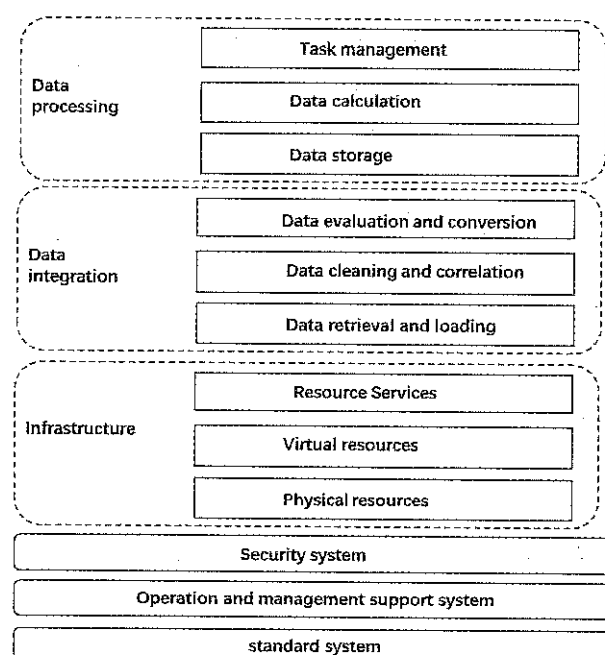 Task management
Data
processing
Data calculation
Data storage
Data evaluation and conversion
Data
integration
Data cleaning and correlation
Data retrieval and loading
Resource Services
Infrastructure
Virtual resources
Physical resources
Security system
Operation and management support system
standard system